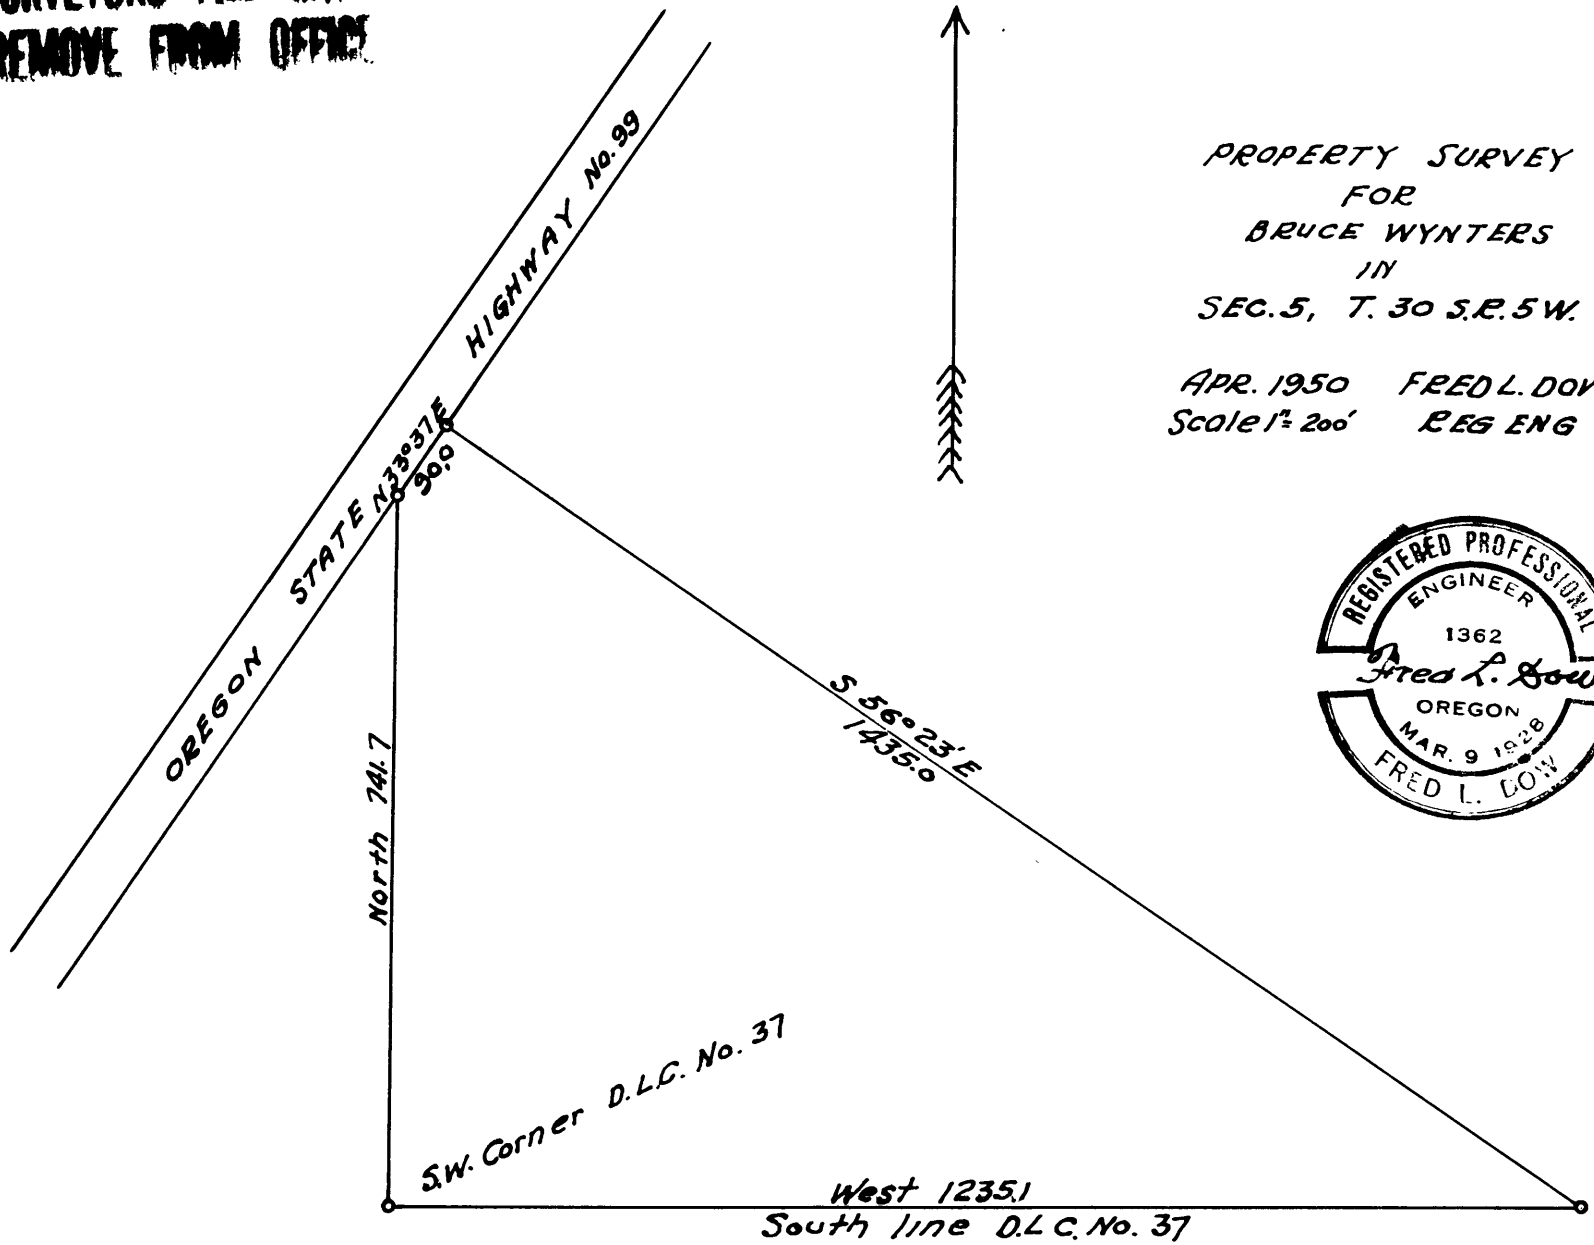 REMOVE FROM OFFICE
PROPERTY SURVEY
FOR
BRUCE WYNTERS
IN
SEC. 5, T. 30 S.R. 5 W.
APR. 1950 FRED L. DOW
Scale 1"= 200' REG ENG
OREGON STATE HIGHWAY No. 99
N 33° 37' E
90.0
S 56° 23' E
1435.0
North 741.7
S.W. Corner D.L.C. No. 37
West 1235.1
South line D.L.C. No. 37
REGISTERED PROFESSIONAL
ENGINEER
1362
Fred L. Dow
OREGON
MAR. 9 1928
FRED L. DOW